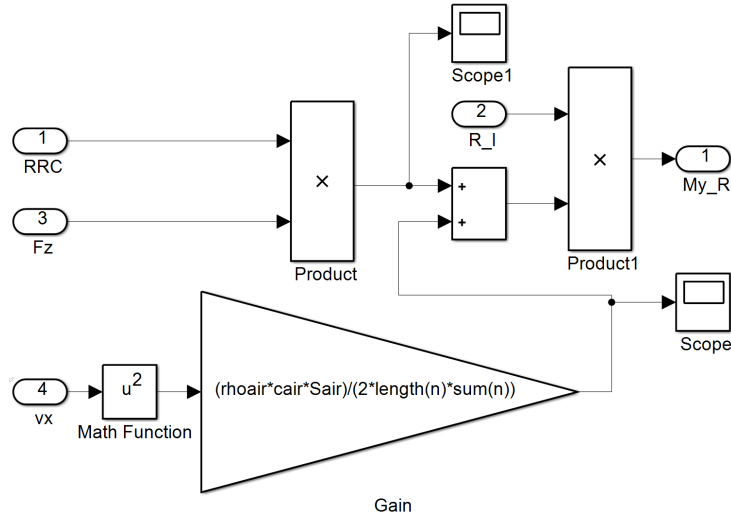 Scope1
2
R_l
1
RRC
×
×
1
My_R
+
+
3
Fz
Product
Product1
Scope
4
vx
u²
Math Function
(rhoair*cair*Sair)/(2*length(n)*sum(n))
Gain